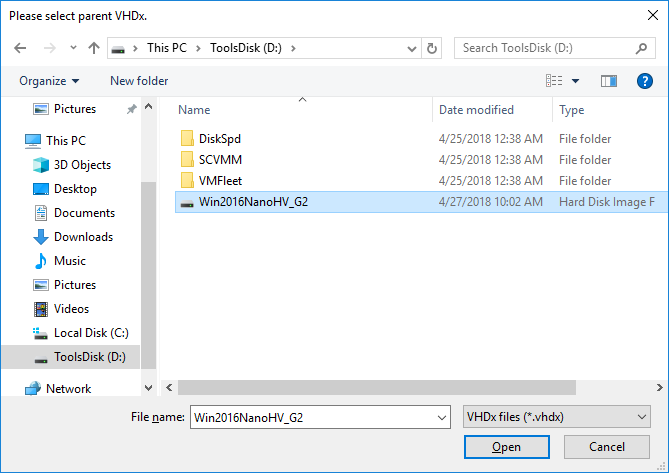 Please select parent VHDx.
This PC > ToolsDisk (D:) >
Search ToolsDisk (D:)
Organize
New folder
?
Pictures
This PC
3D Objects
Desktop
Documents
Downloads
Music
Pictures
Videos
Local Disk (C:)
ToolsDisk (D:)
Network
Name Date modified Type
DiskSpd 4/25/2018 12:38 AM File folder
SCVMM 4/25/2018 12:38 AM File folder
VMFleet 4/25/2018 12:38 AM File folder
Win2016NanoHV_G2 4/27/2018 10:02 AM Hard Disk Image F
File name: Win2016NanoHV_G2 VHDx files (*.vhdx)
Open Cancel